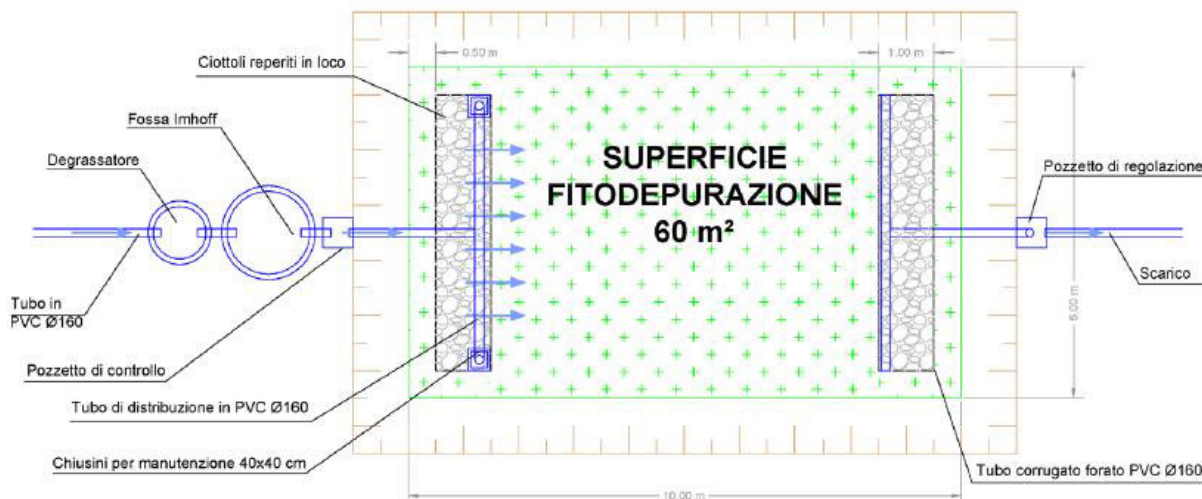 0.50 m
1.00 m
Ciottoli reperiti in loco
Fossa Imhoff
Degrassatore
SUPERFICIE
FITODEPURAZIONE
60 m²
Pozzetto di regolazione
Scarico
6.00 m
Tubo in
PVC Ø160
Pozzetto di controllo
Tubo di distribuzione in PVC Ø160
Chiusini per manutenzione 40x40 cm
Tubo corrugato forato PVC Ø160
10.00 m